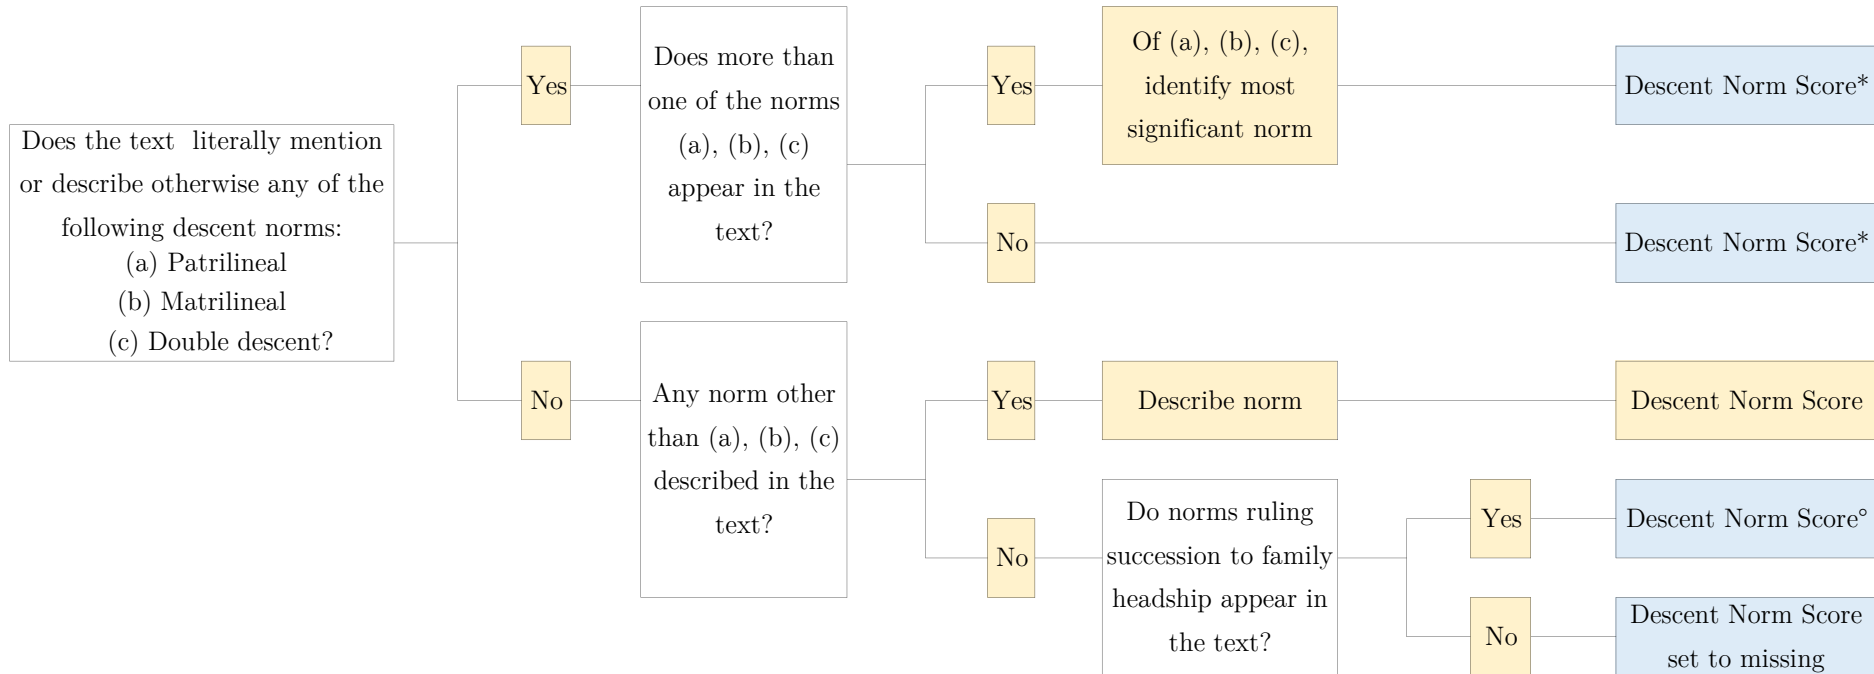 Does the text literally mention
or describe otherwise any of the
following descent norms:
(a) Patrilineal
(b) Matrilineal
(c) Double descent?
Yes
Does more than
one of the norms
(a), (b), (c)
appear in the
text?
Yes
Of (a), (b), (c),
identify most
significant norm
Descent Norm Score*
No
Descent Norm Score*
No
Any norm other
than (a), (b), (c)
described in the
text?
Yes
Describe norm
Descent Norm Score
No
Do norms ruling
succession to family
headship appear in
the text?
Yes
Descent Norm Score°
No
Descent Norm Score
set to missing